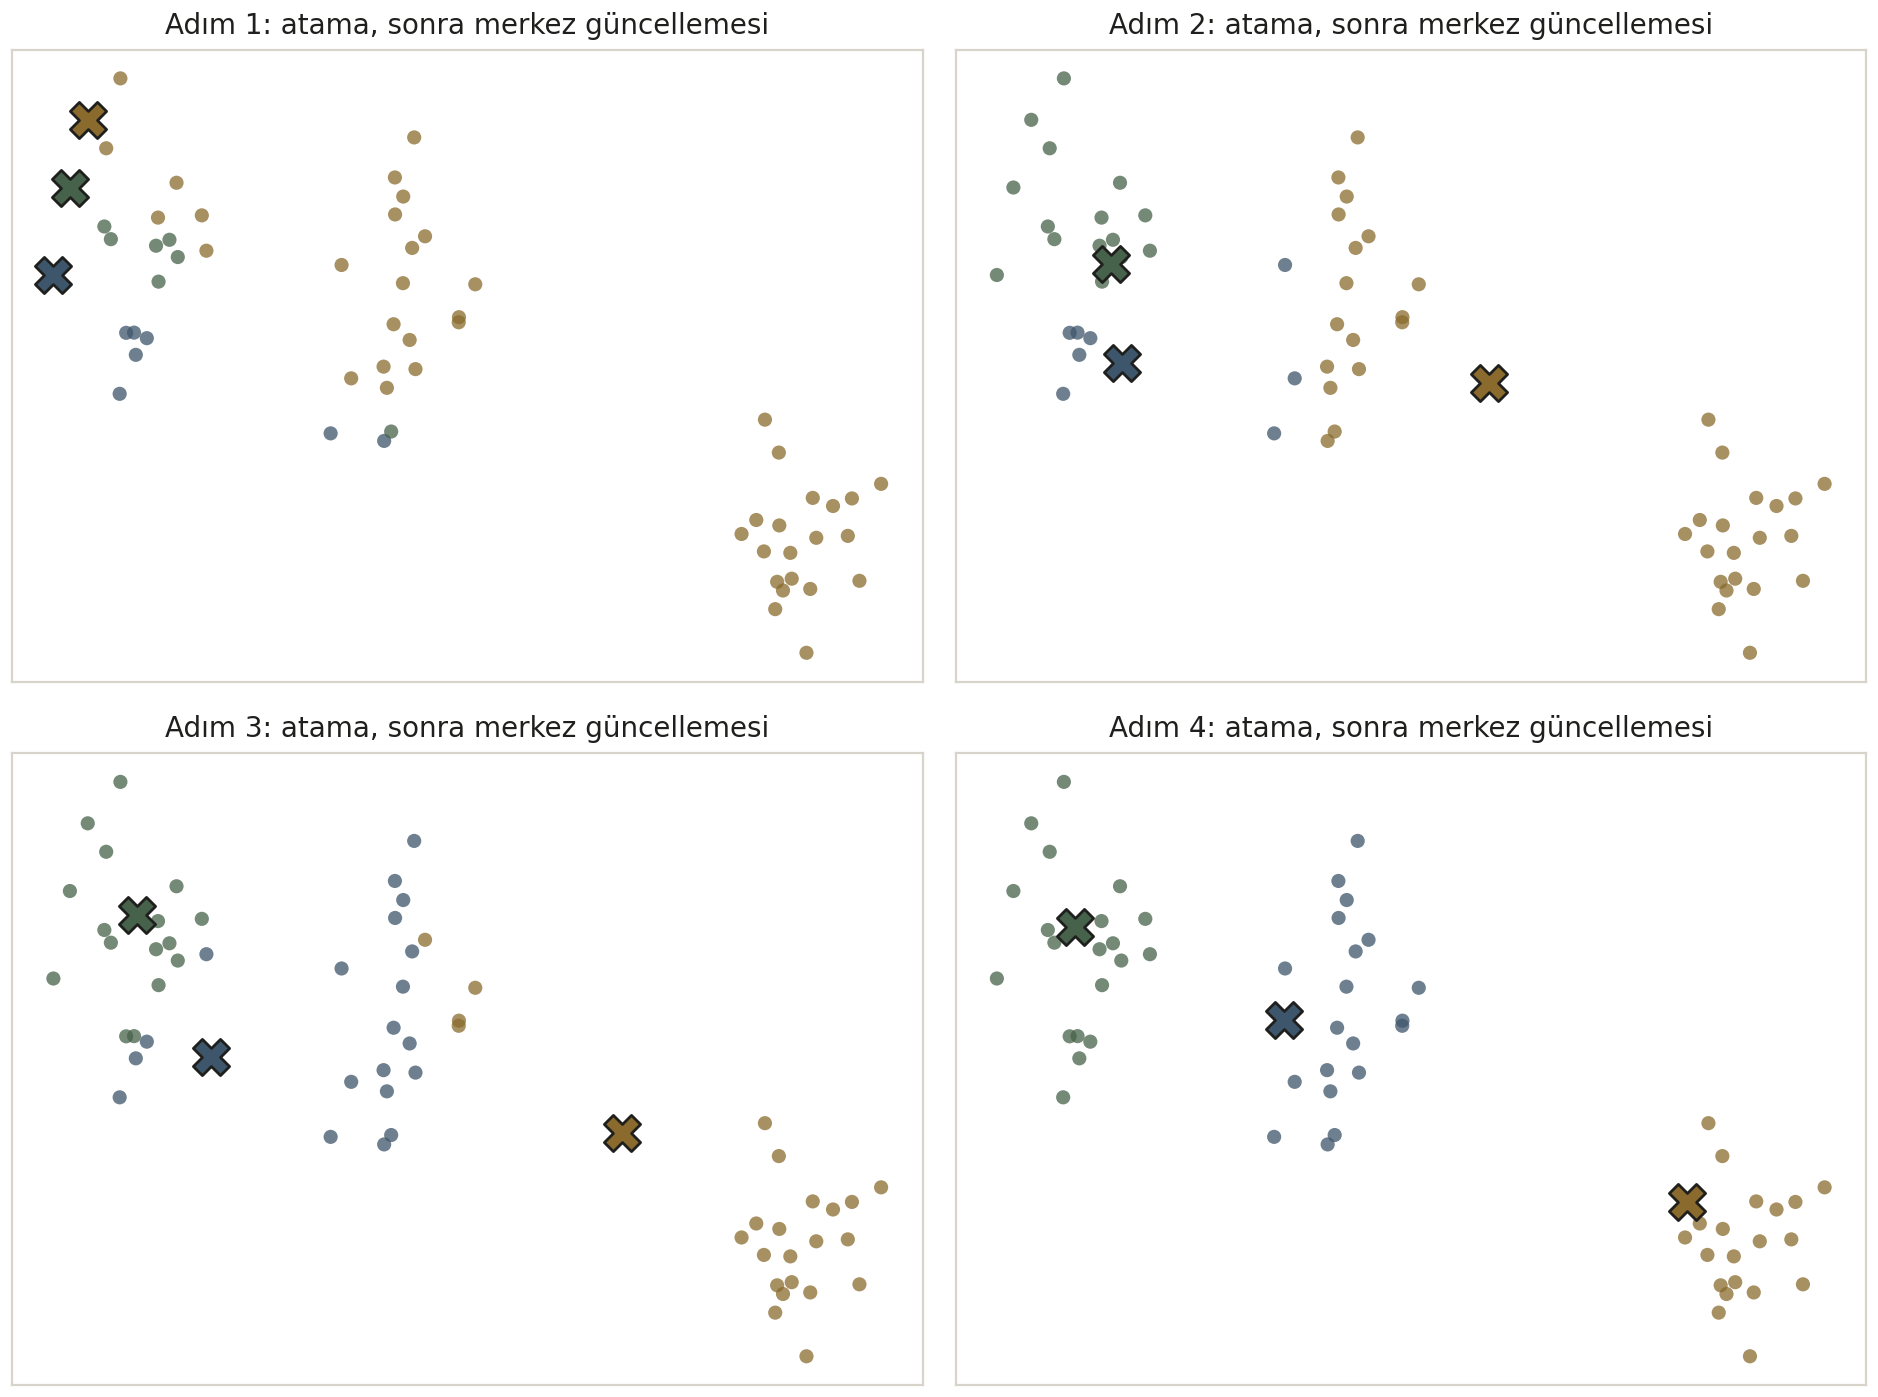 Adım 1: atama, sonra merkez güncellemesi
Adım 2: atama, sonra merkez güncellemesi
Adım 3: atama, sonra merkez güncellemesi
Adım 4: atama, sonra merkez güncellemesi